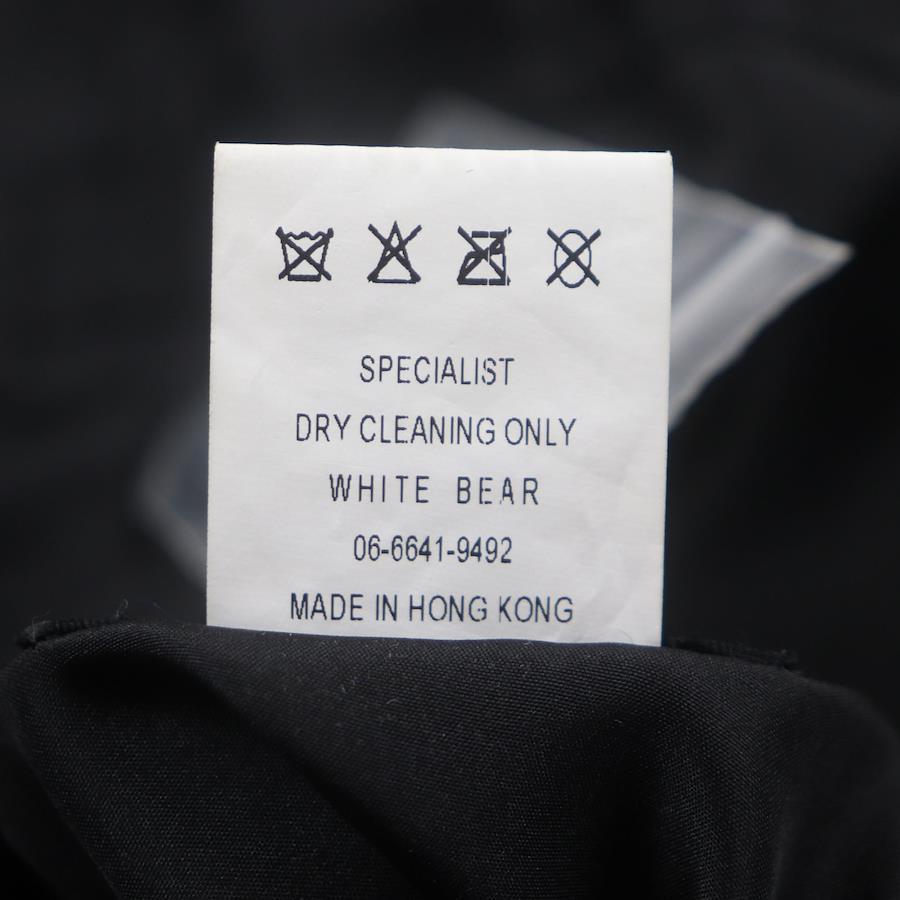 SPECIALIST
DRY CLEANING ONLY
WHITE BEAR
06-6641-9492
MADE IN HONG KONG